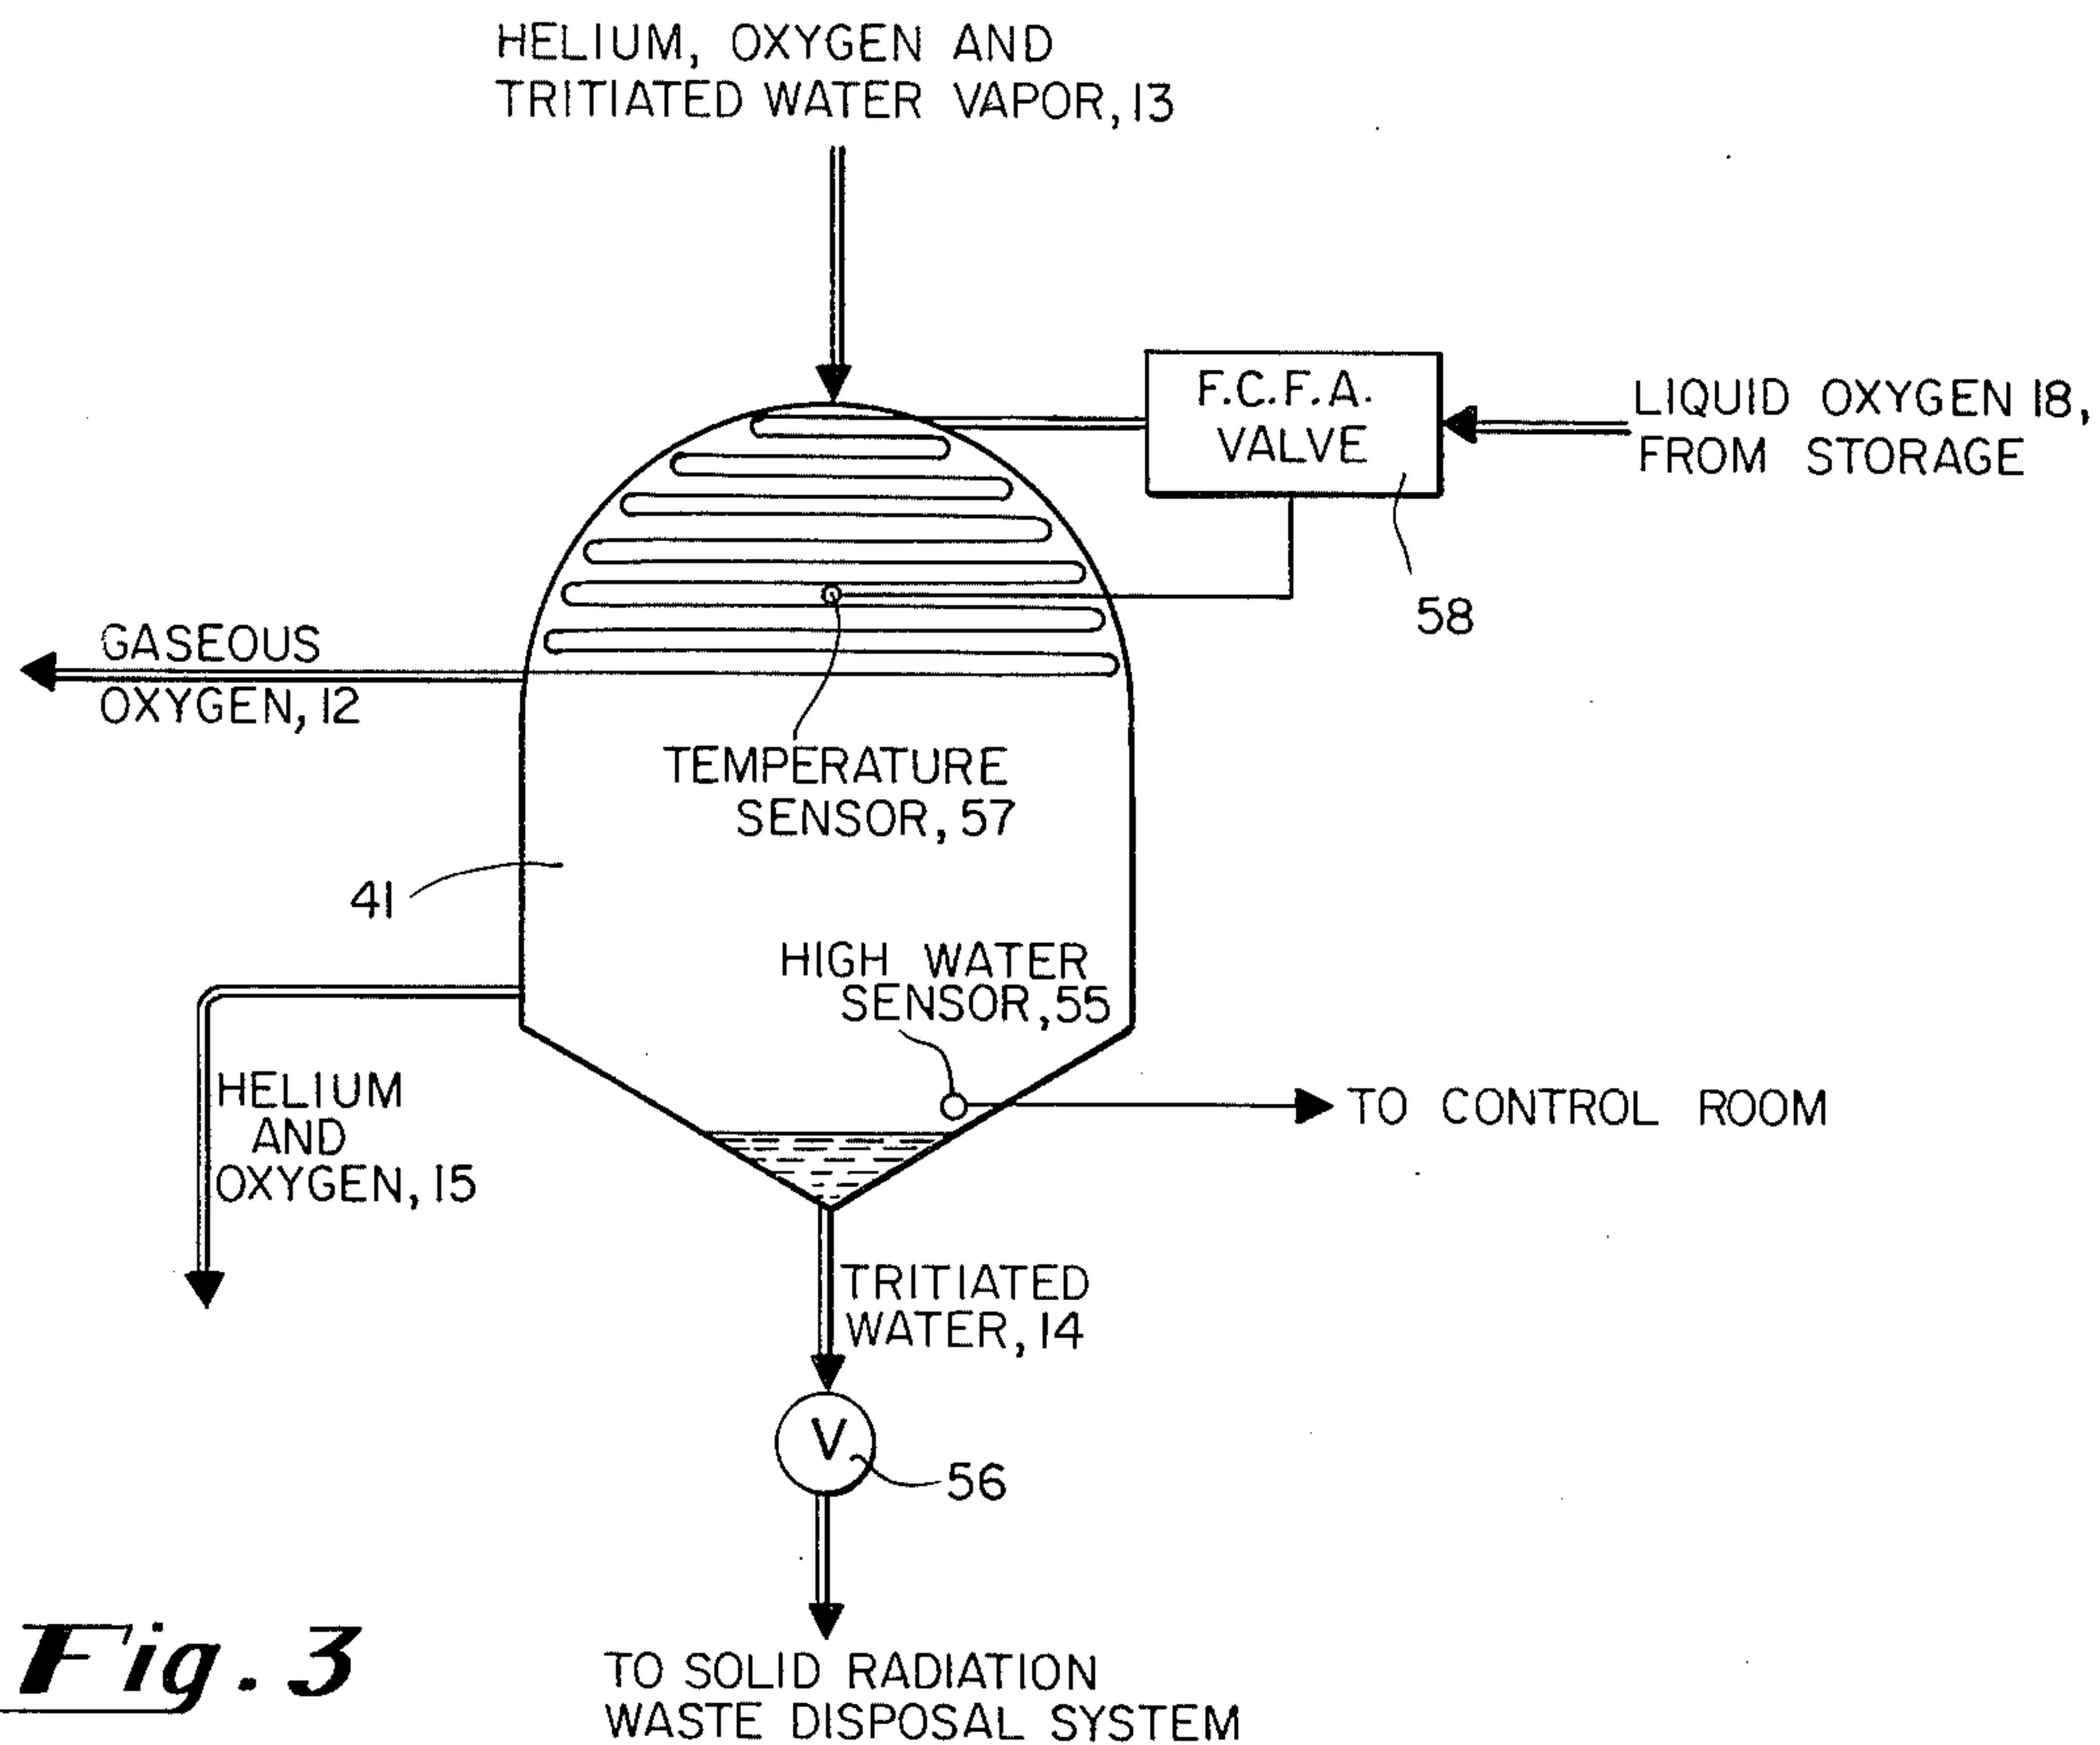 HELIUM, OXYGEN AND
TRITIATED WATER VAPOR, 13
F.C.F.A.
VALVE
LIQUID OXYGEN 18,
FROM STORAGE
58
GASEOUS
OXYGEN, 12
TEMPERATURE
SENSOR, 57
41
HIGH WATER
SENSOR, 55
HELIUM
AND
OXYGEN, 15
TO CONTROL ROOM
TRITIATED
WATER, 14
V
56
TO SOLID RADIATION
WASTE DISPOSAL SYSTEM
Fig. 3